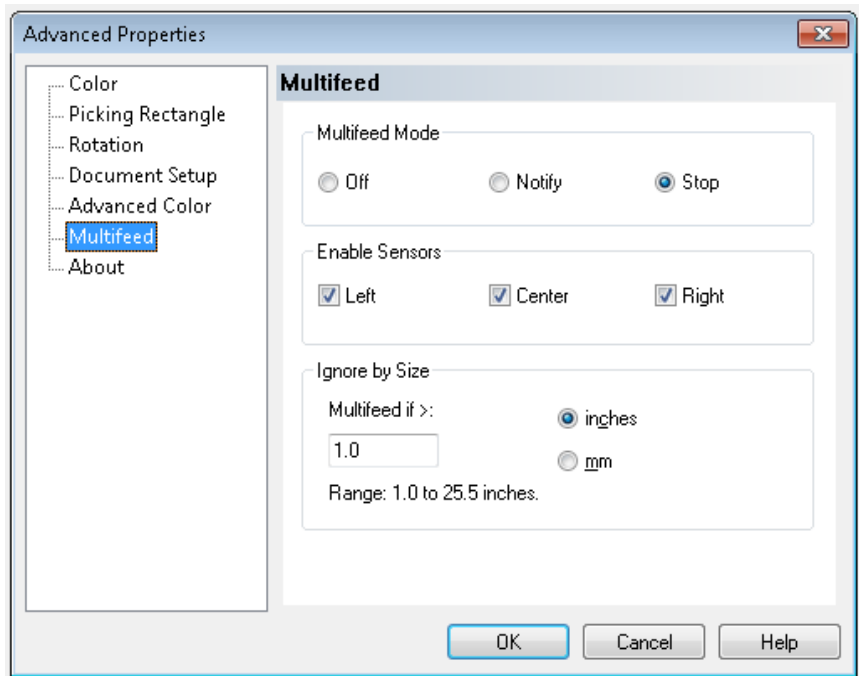 Advanced Properties
Color
Picking Rectangle
Rotation
Document Setup
Advanced Color
Multifeed
About
Multifeed
Multifeed Mode
Off Notify Stop
Enable Sensors
Left Center Right
Ignore by Size
Multifeed if >:
inches
1.0
mm
Range: 1.0 to 25.5 inches.
OK Cancel Help